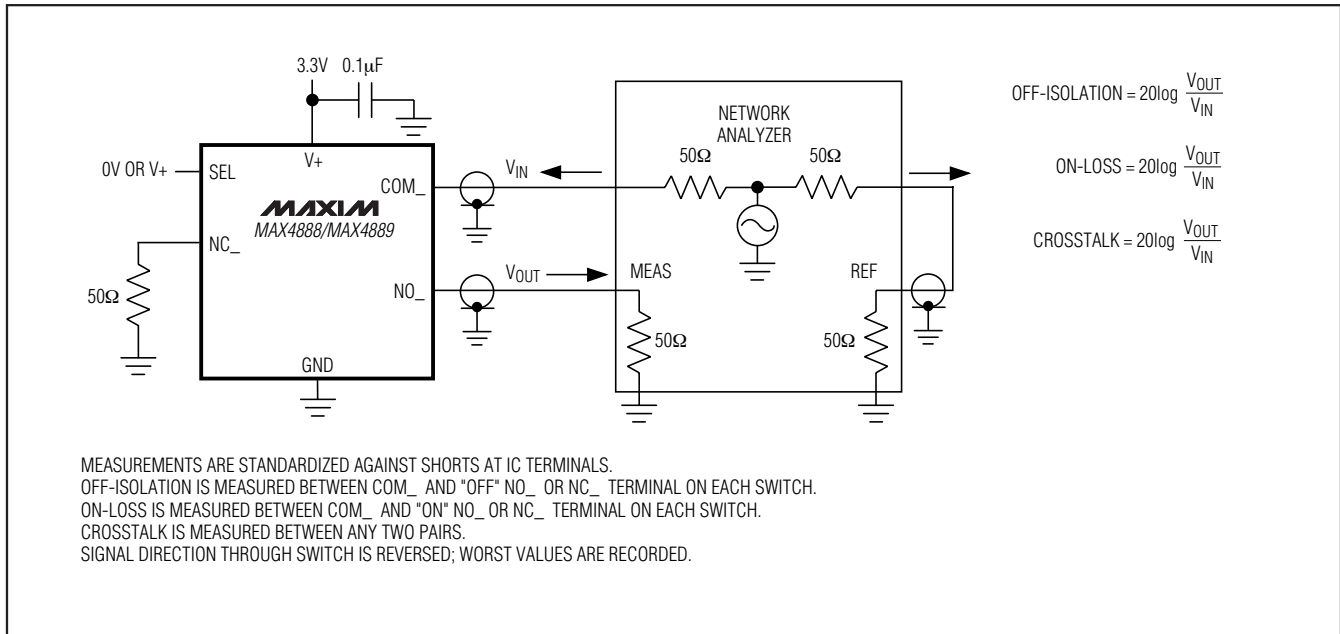 3.3V 0.1µF
V+
0V OR V+
SEL
COM_
MAXIM
MAX4888/MAX4889
NC_
50Ω
NO_
GND
VIN
VOUT
NETWORK
ANALYZER
50Ω 50Ω
MEAS REF
50Ω 50Ω
OFF-ISOLATION = 20log VOUT
VIN
ON-LOSS = 20log VOUT
VIN
CROSSTALK = 20log VOUT
VIN
MEASUREMENTS ARE STANDARDIZED AGAINST SHORTS AT IC TERMINALS.
OFF-ISOLATION IS MEASURED BETWEEN COM_ AND "OFF" NO_ OR NC_ TERMINAL ON EACH SWITCH.
ON-LOSS IS MEASURED BETWEEN COM_ AND "ON" NO_ OR NC_ TERMINAL ON EACH SWITCH.
CROSSTALK IS MEASURED BETWEEN ANY TWO PAIRS.
SIGNAL DIRECTION THROUGH SWITCH IS REVERSED; WORST VALUES ARE RECORDED.